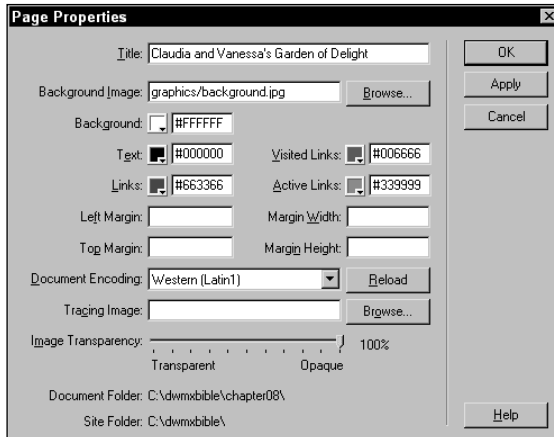 Page Properties
Title: Claudia and Vanessa's Garden of Delight
OK
Background Image: graphics/background.jpg Browse...
Apply
Background: #FFFFFF
Cancel
Text: #000000 Visited Links: #006666
Links: #663366 Active Links: #339999
Left Margin: Margin Width:
Top Margin: Margin Height:
Document Encoding: Western (Latin1) Reload
Tracing Image: Browse...
Image Transparency: 100%
Transparent Opaque
Document Folder: C:\dwmxbible\chapter08\
Site Folder: C:\dwmxbible\
Help